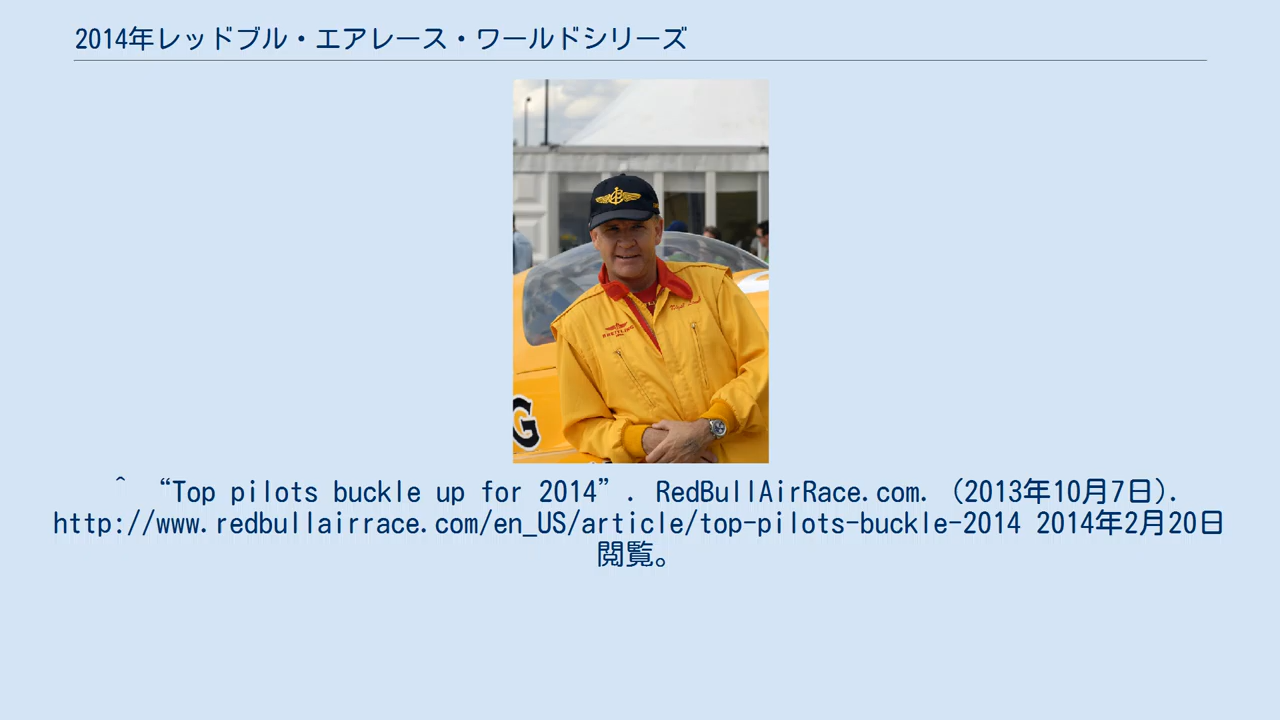 2014年レッドブル・エアレース・ワールドシリーズ
BREITLING
G
^ “Top pilots buckle up for 2014”. RedBullAirRace.com. (2013年10月7日).
http://www.redbullairrace.com/en_US/article/top-pilots-buckle-2014 2014年2月20日
閲覧。